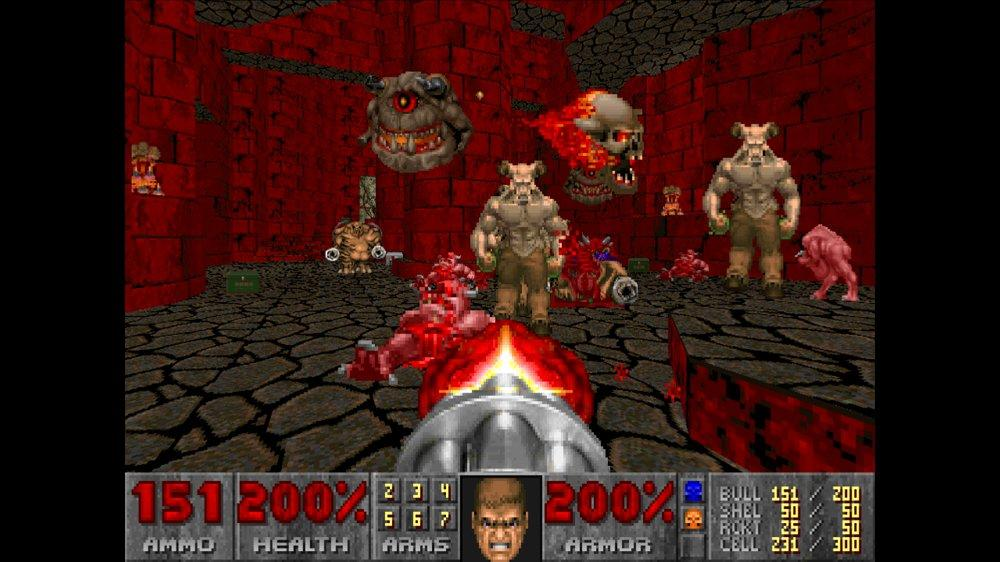 151 200% 2 3 4 200% BULL 151 / 200
5 6 7 SHEL 50 / 50
RCKT 25 / 50
AMMO HEALTH ARMS ARMOR CELL 231 / 300